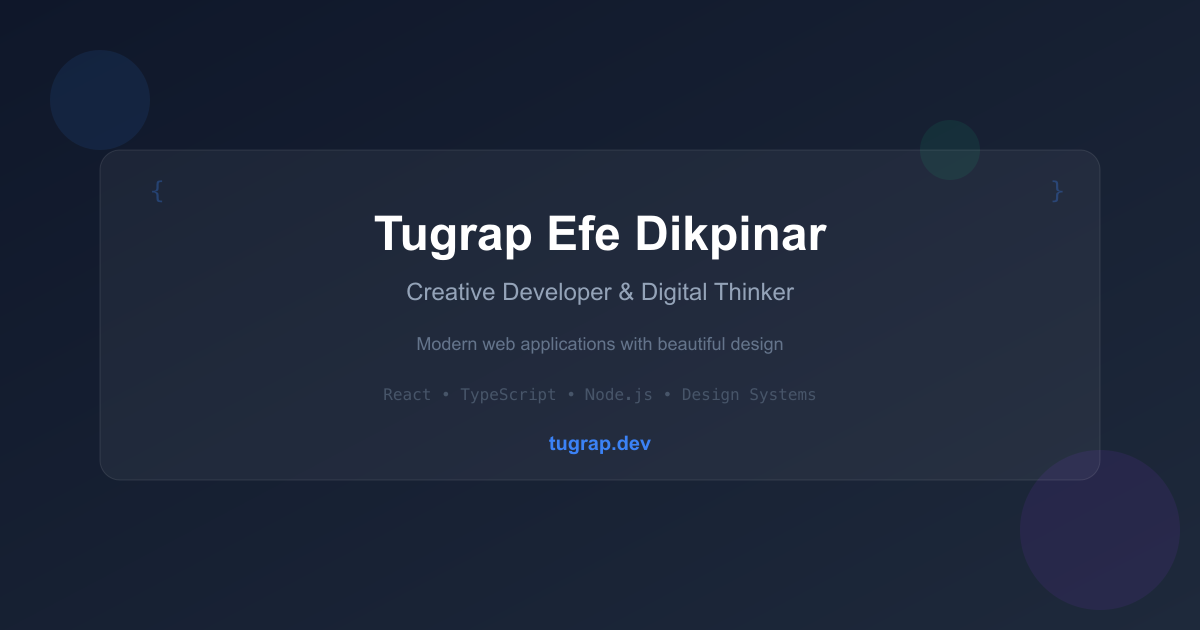 { }
Tugrap Efe Dikpinar
Creative Developer & Digital Thinker
Modern web applications with beautiful design
React • TypeScript • Node.js • Design Systems
tugrap.dev